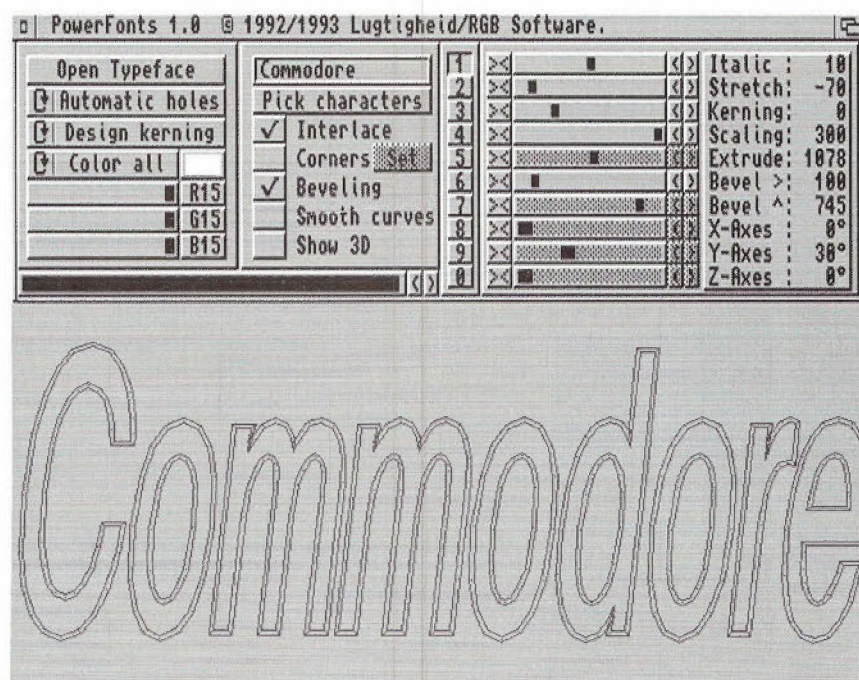 PowerFonts 1.0 © 1992/1993 Lugtigheid/RGB Software.
Open Typeface
Automatic holes
Design kerning
Color all
R15
G15
B15
Commodore
Pick characters
Interlace
Corners Set
Beveling
Smooth curves
Show 3D
1 >< < > Italic : 10
2 >< < > Stretch: -70
3 >< < > Kerning: 0
4 >< < > Scaling: 300
5 >< < > Extrude: 1078
6 >< < > Bevel >: 100
7 >< < > Bevel ^: 745
8 >< < > X-Axes : 0°
9 >< < > Y-Axes : 30°
0 >< < > Z-Axes : 0°
< >
Commodore